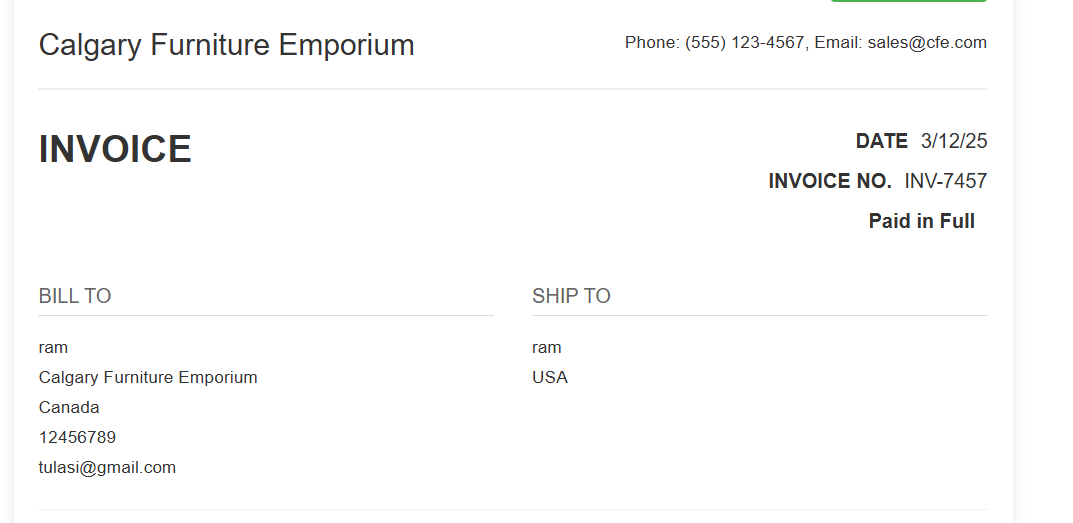 Calgary Furniture Emporium
Phone: (555) 123-4567, Email: sales@cfe.com
INVOICE
DATE 3/12/25
INVOICE NO. INV-7457
Paid in Full
BILL TO
ram
Calgary Furniture Emporium
Canada
12456789
tulasi@gmail.com
SHIP TO
ram
USA